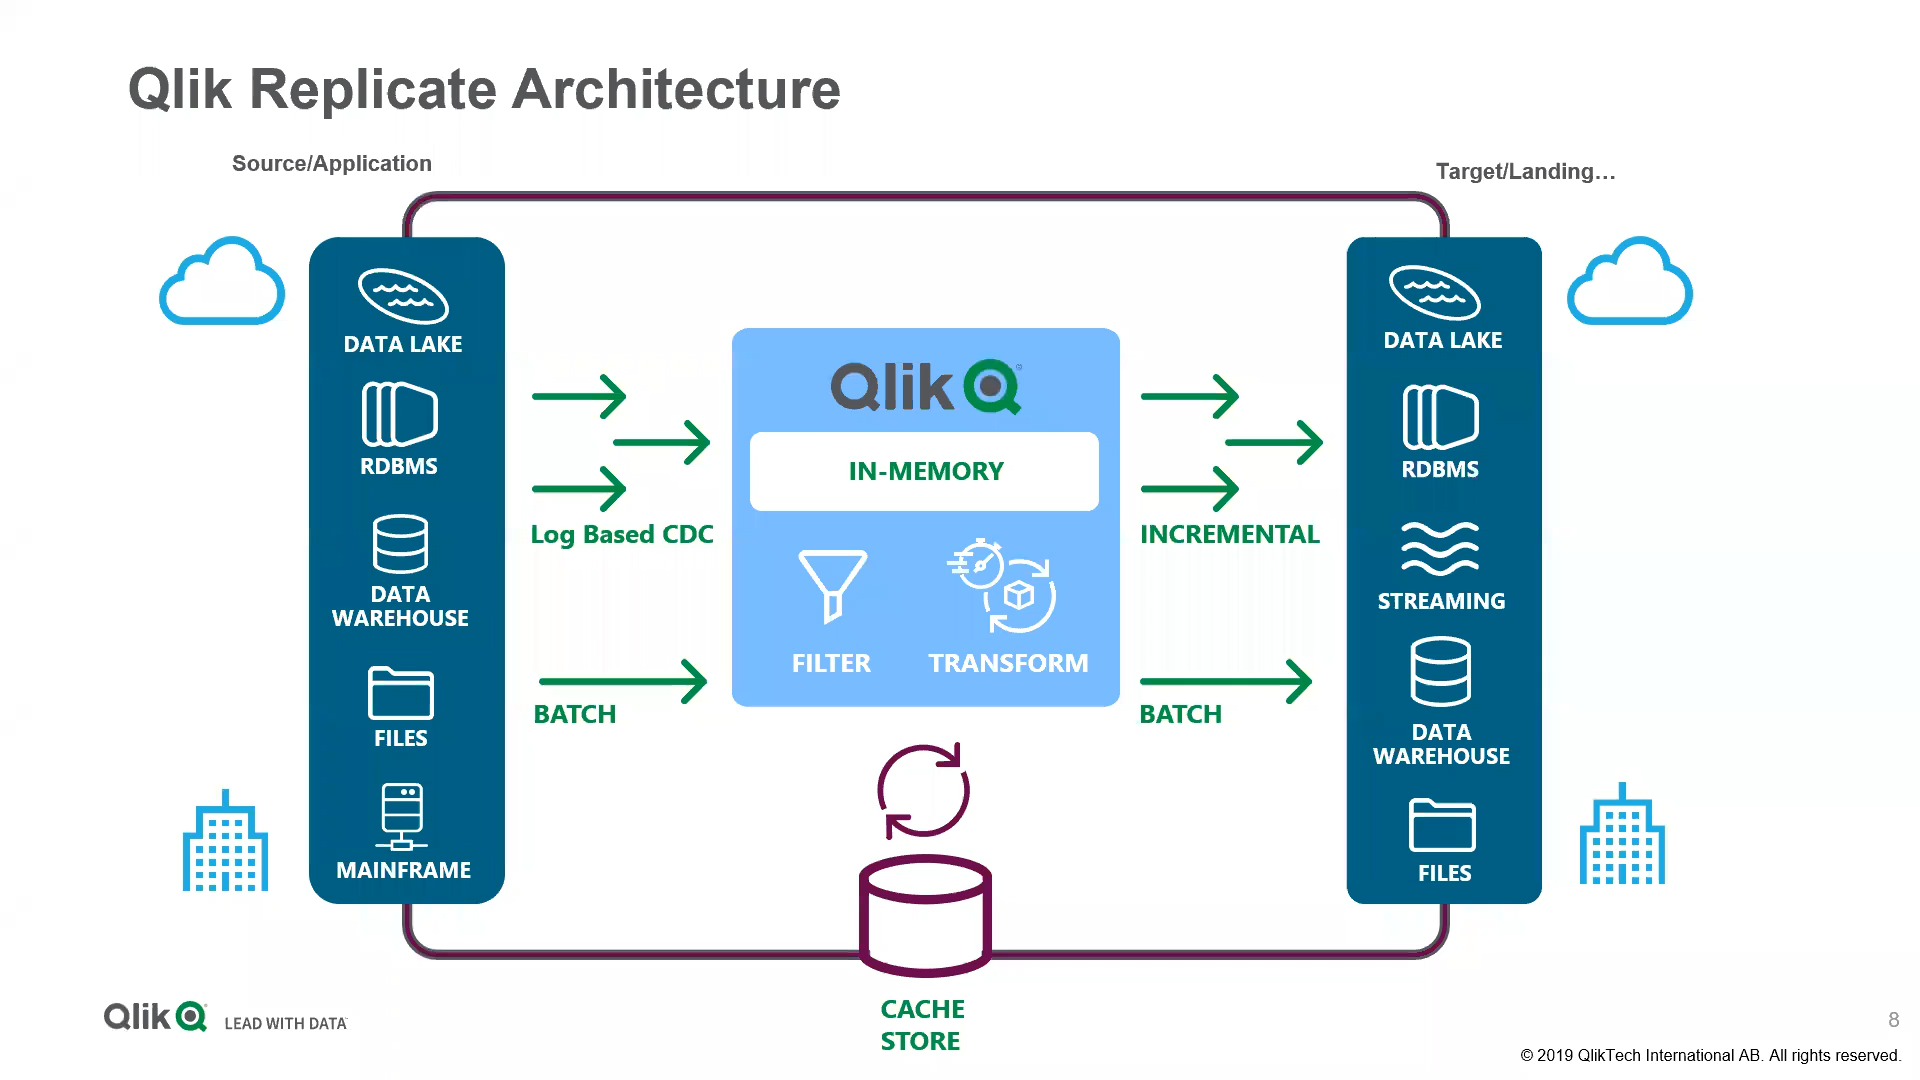 Qlik Replicate Architecture
Source/Application
Target/Landing…
DATA LAKE
RDBMS
DATA
WAREHOUSE
FILES
MAINFRAME
Log Based CDC
BATCH
Qlik
IN-MEMORY
FILTER
TRANSFORM
INCREMENTAL
BATCH
DATA LAKE
RDBMS
STREAMING
DATA
WAREHOUSE
FILES
CACHE
STORE
Qlik LEAD WITH DATA
8
© 2019 QlikTech International AB. All rights reserved.